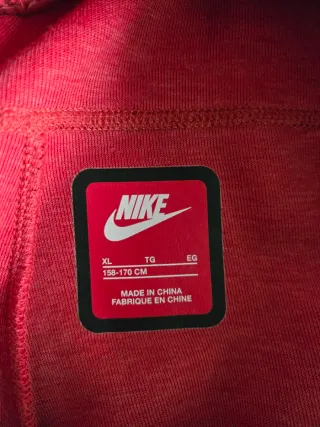 NIKE
XL TG EG
158-170 CM
MADE IN CHINA
FABRIQUE EN CHINE